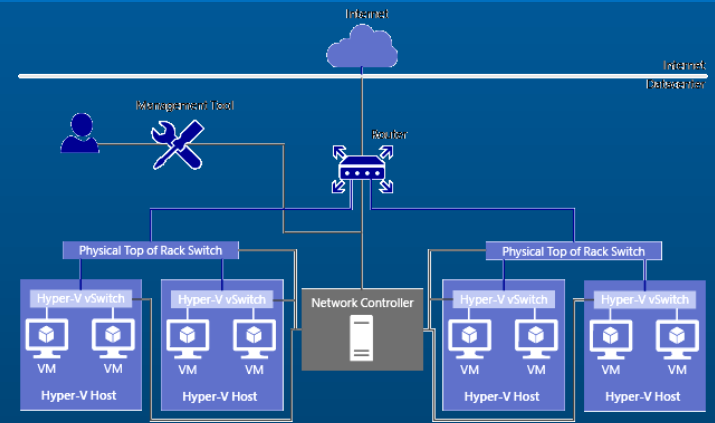 Internet
Internet
Datacenter
Management Tool
Router
Physical Top of Rack Switch
Physical Top of Rack Switch
Hyper-V vSwitch
Hyper-V vSwitch
Network Controller
Hyper-V vSwitch
Hyper-V vSwitch
VM
VM
VM
VM
VM
VM
VM
VM
Hyper-V Host
Hyper-V Host
Hyper-V Host
Hyper-V Host